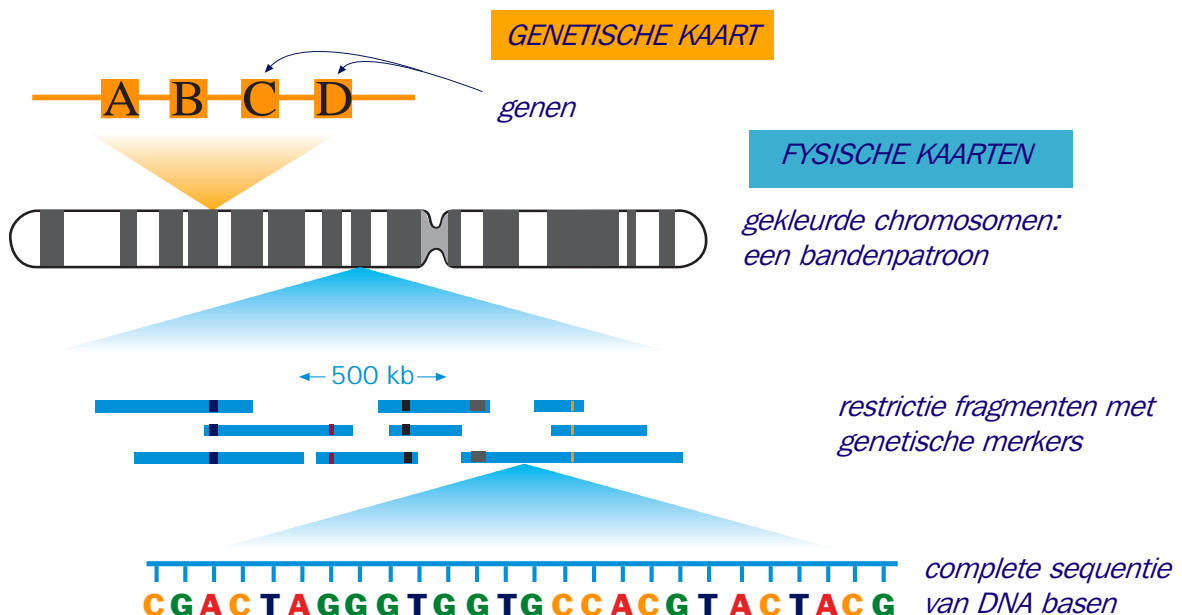 GENETISCHE KAART
A B C D
genen
FYSISCHE KAARTEN
gekleurde chromosomen:
een bandenpatroon
500 kb
restrictie fragmenten met
genetische merkers
complete sequentie
van DNA basen
CGACTAGGGTGGTGCCACGTACTACG